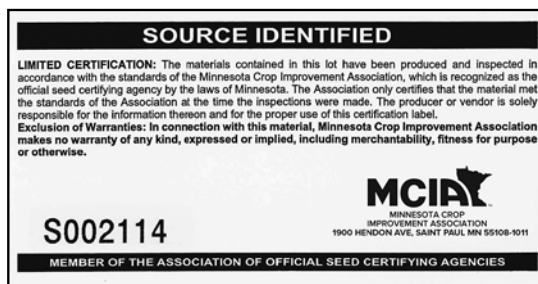 SOURCE IDENTIFIED
LIMITED CERTIFICATION: The materials contained in this lot have been produced and inspected in
accordance with the standards of the Minnesota Crop Improvement Association, which is recognized as the
official seed certifying agency by the laws of Minnesota. The Association only certifies that the material met
the standards of the Association at the time the inspections were made. The producer or vendor is solely
responsible for the information thereon and for the proper use of this certification label.
Exclusion of Warranties: In connection with this material, Minnesota Crop Improvement Association
makes no warranty of any kind, expressed or implied, including merchantability, fitness for purpose
or otherwise.
MCIA
MINNESOTA CROP
IMPROVEMENT ASSOCIATION
1900 HENDON AVE, SAINT PAUL MN 55108-1011
S002114
MEMBER OF THE ASSOCIATION OF OFFICIAL SEED CERTIFYING AGENCIES